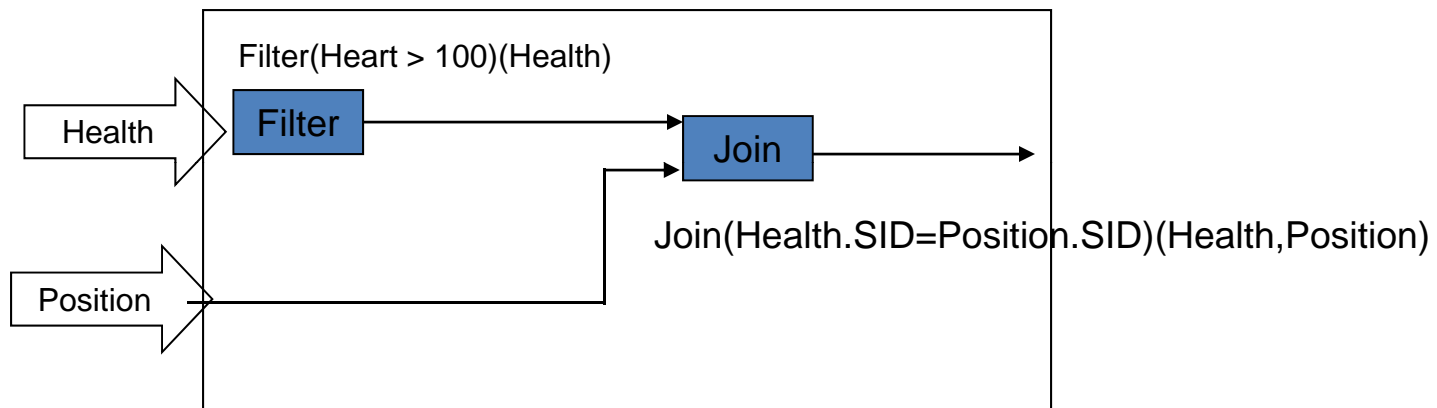 Filter(Heart > 100)(Health)
Health
Filter
Join
Join(Health.SID=Position.SID)(Health,Position)
Position